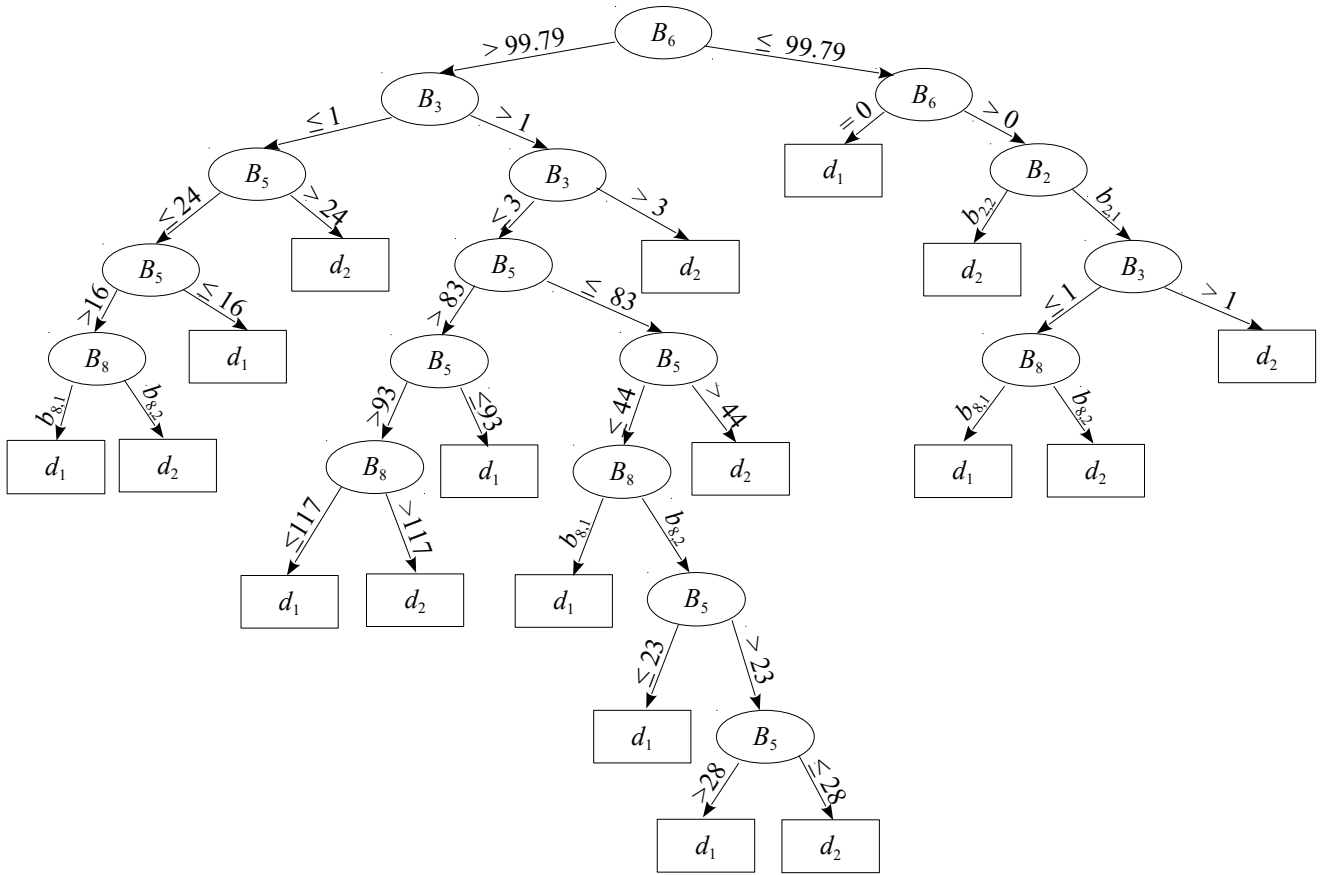 B₆
> 99.79 ≤ 99.79
B₃ B₆
≤ 1 > 1 = 0 > 0
B₅ B₃ d₁ B₂
≤ 24 > 24 ≤ 3 > 3 b₂,₂ b₂,₁
B₅ d₂ B₅ d₂ d₂ B₃
>16 ≤ 16 > 83 ≤ 83 ≤ 1 > 1
B₈ d₁ B₅ B₅ B₈ d₂
b₈,₁ b₈,₂ >93 ≤93 ≤ 44 > 44 b₈,₁ b₈,₂
d₁ d₂ B₈ d₁ B₈ d₂ d₁ d₂
≤117 >117 b₈,₁ b₈,₂
d₁ d₂ d₁ B₅
≤ 23 > 23
d₁ B₅
>28 ≤ 28
d₁ d₂